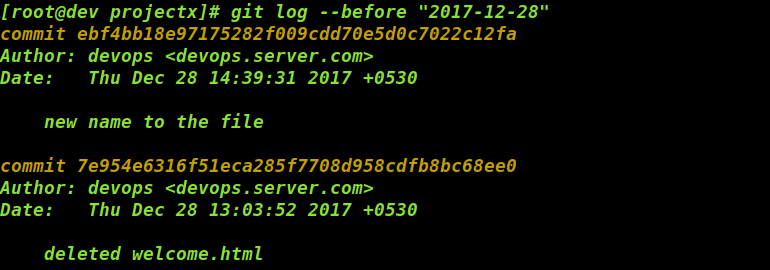 [root@dev projectx]# git log --before "2017-12-28"
commit ebf4bb18e97175282f009cdd70e5d0c7022c12fa
Author: devops <devops.server.com>
Date:   Thu Dec 28 14:39:31 2017 +0530
new name to the file
commit 7e954e6316f51eca285f7708d958cdfb8bc68ee0
Author: devops <devops.server.com>
Date:   Thu Dec 28 13:03:52 2017 +0530
deleted welcome.html